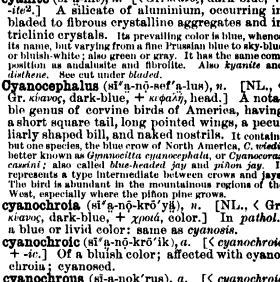 -ite².] A silicate of aluminium, occurring in
bladed to fibrous crystalline aggregates and in
triclinic crystals. Its prevailing color is blue, whence
its name, but varying from a fine Prussian blue to sky-blue
or bluish-white; also green or gray. It has the same com
position as andalusite and fibrolite. Also kyanite and
disthene. See cut under bladed.
Cyanocephalus (sī″a-nō-sef′a-lus), n. [NL., <
Gr. κύανος, dark-blue, + κεφαλή, head.] A nota
ble genus of corvine birds of America, having
a short square tail, long pointed wings, a pecu
liarly shaped bill, and naked nostrils. It contains
but one species, the blue crow of North America, C. wiedi,
better known as Gymnocitta cyanocephala, or Cyanocorax
cassini; also called blue-headed jay and piñon jay. It
represents a type intermediate between crows and jays.
The bird is abundant in the mountainous regions of the
West, especially where the piñon pine grows.
cyanochroia (sī″a-nō-krō′yạ̈), n. [NL., < Gr.
κύανος, dark-blue, + χροιά, color.] In pathol.,
a blue or livid color: same as cyanosis.
cyanochroic (sī″a-nō-krō′ik), a. [< cyanochroia
+ -ic.] Of a bluish color; affected with cyano
chroia; cyanosed.
cyanochrous (sī-a-nok′rus), a. [< cyanochroia